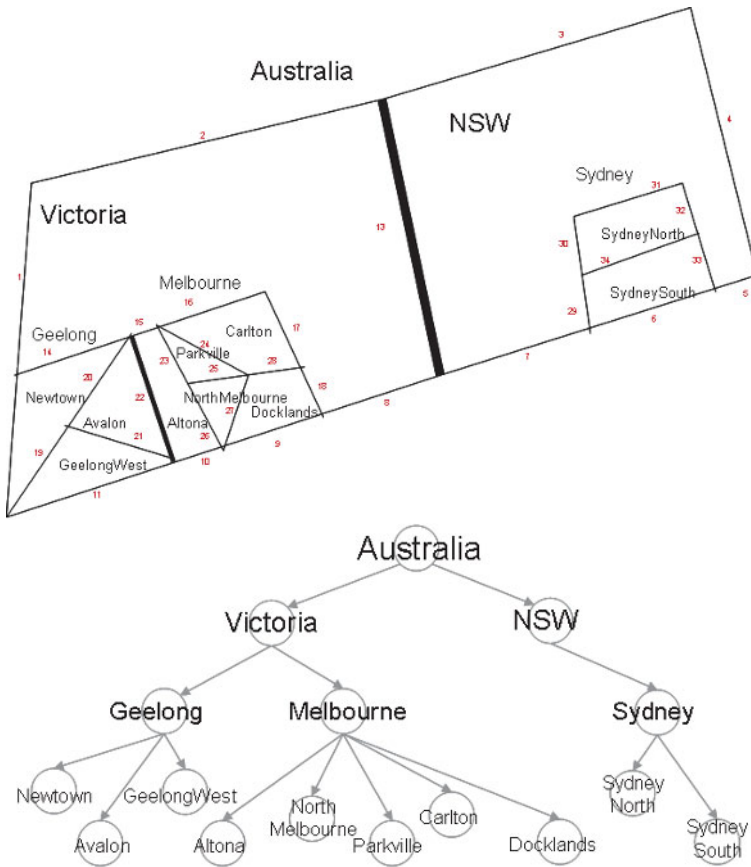 3
Australia
2
NSW
4
Sydney
31
32
Victoria
13
30
SydneyNorth
34
33
1
Melbourne
16
SydneySouth
5
15
29
6
Geelong
17
Carlton
24
14
23
Parkville
7
20
25
28
Newtown
22
NorthMelbourne
18
8
27
Docklands
Avalon
21
Altona
26
19
GeelongWest
9
10
11
Australia
Victoria
NSW
Geelong
Melbourne
Sydney
Newtown
GeelongWest
North
Melbourne
Carlton
Sydney
North
Avalon
Altona
Parkville
Docklands
Sydney
South